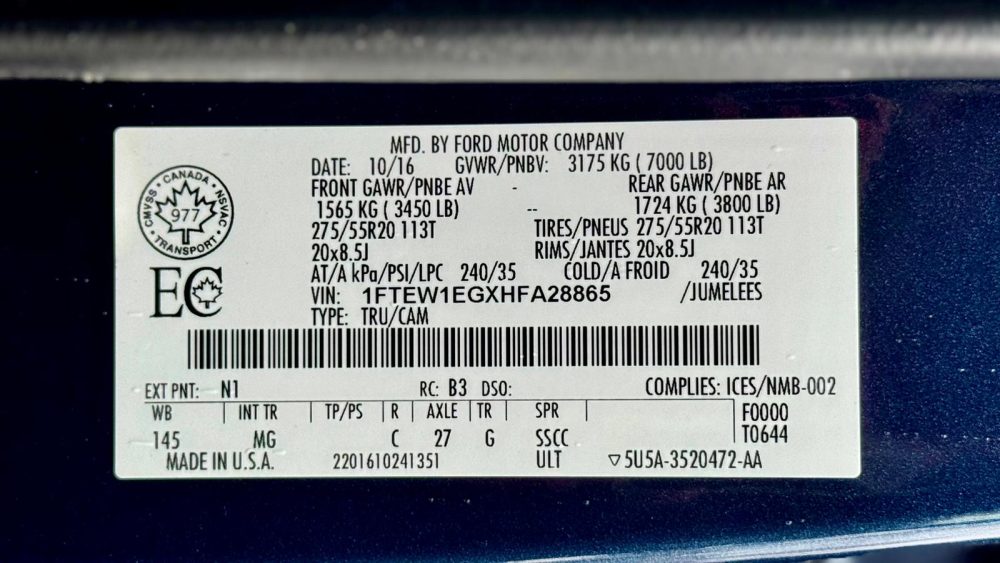 MFD. BY FORD MOTOR COMPANY
DATE: 10/16 GVWR/PNBV: 3175 KG ( 7000 LB)
FRONT GAWR/PNBE AV - REAR GAWR/PNBE AR
1565 KG ( 3450 LB) -- 1724 KG ( 3800 LB)
275/55R20 113T TIRES/PNEUS 275/55R20 113T
20x8.5J RIMS/JANTES 20x8.5J
AT/A kPa/PSI/LPC 240/35 COLD/A FROID 240/35
VIN: 1FTEW1EGXHFA28865 /JUMELEES
TYPE: TRU/CAM
CMVSS • CANADA • NSVAC • TRANSPORT •
977
EC
EXT PNT: N1 RC: B3 DSO: COMPLIES: ICES/NMB-002
WB | INT TR | TP/PS | R | AXLE | TR | SPR | F0000
145 MG C 27 G SSCC T0644
MADE IN U.S.A. 2201610241351 ULT ▽5U5A-3520472-AA